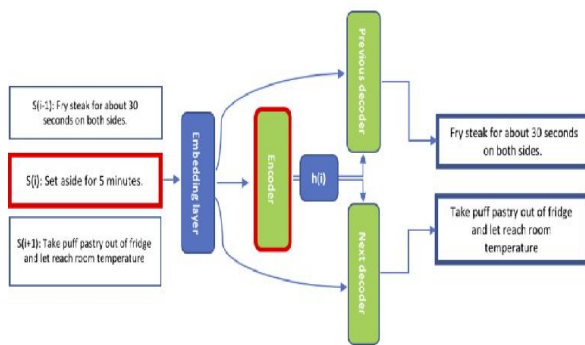 S(i-1): Fry steak for about 30
seconds on both sides.
S(i): Set aside for 5 minutes.
S(i+1): Take puff pastry out of fridge
and let reach room
temperature
Embedding layer
Encoder
h(i)
Previous decoder
Next decoder
Fry steak for about 30 seconds
on both sides.
Take puff pastry out of fridge
and let reach room
temperature